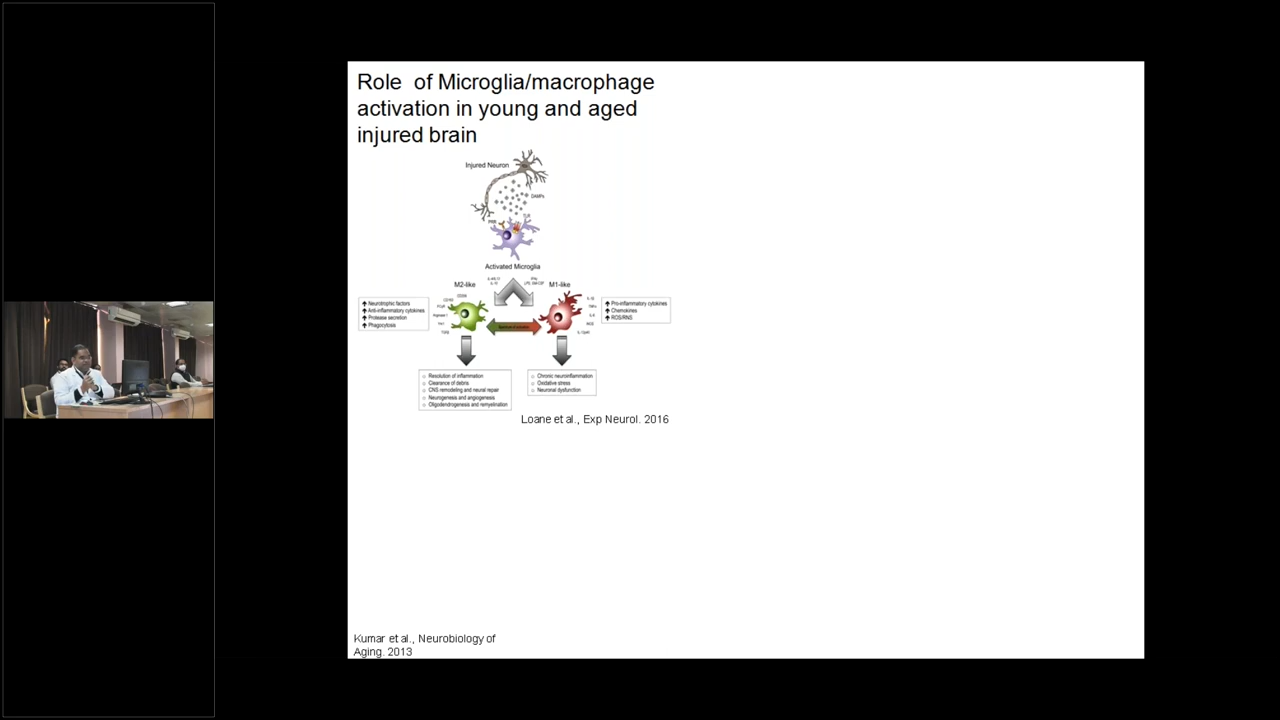 Role of Microglia/macrophage
activation in young and aged
injured brain
Injured Neuron
DAMPs
TLR
PRR
Activated Microglia
M2-like
M1-like
Neurotrophic factors
Anti-inflammatory cytokines
Protease secretion
Phagocytosis
Pro-inflammatory cytokines
Chemokines
ROS/RNS
Resolution of inflammation
Clearance of debris
CNS remodeling and neural repair
Neurogenesis and angiogenesis
Oligodendrogenesis and remyelination
Chronic neuroinflammation
Oxidative stress
Neuronal dysfunction
Loane et al., Exp Neurol. 2016
Kumar et al., Neurobiology of
Aging. 2013